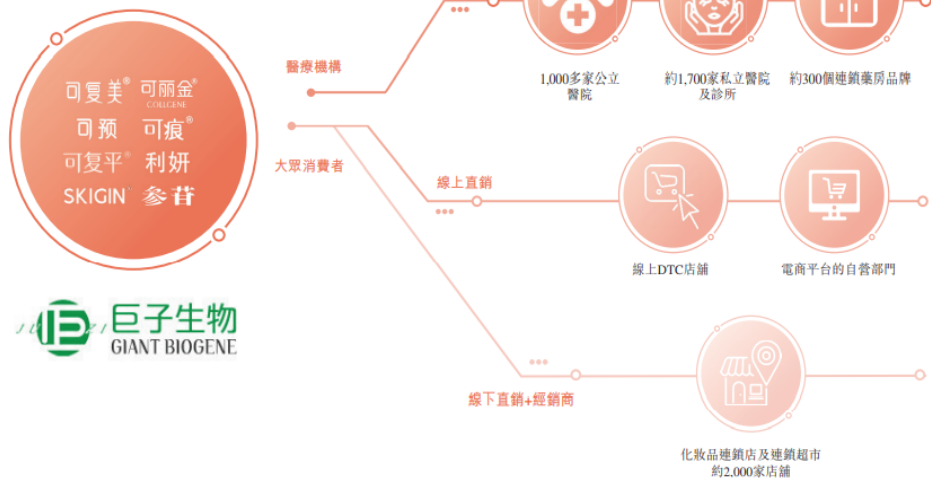 醫療機構
1,000多家公立
醫院
約1,700家私立醫院
及診所
約300個連鎖藥房品牌
可复美® 可丽金®
COLLGENE
可预 可痕®
可复平® 利妍
SKIGIN 参苷
大眾消費者
線上直銷
線上DTC店舖
電商平台的自營部門
巨子生物
GIANT BIOGENE
線下直銷+經銷商
化妝品連鎖店及連鎖超市
約2,000家店舖